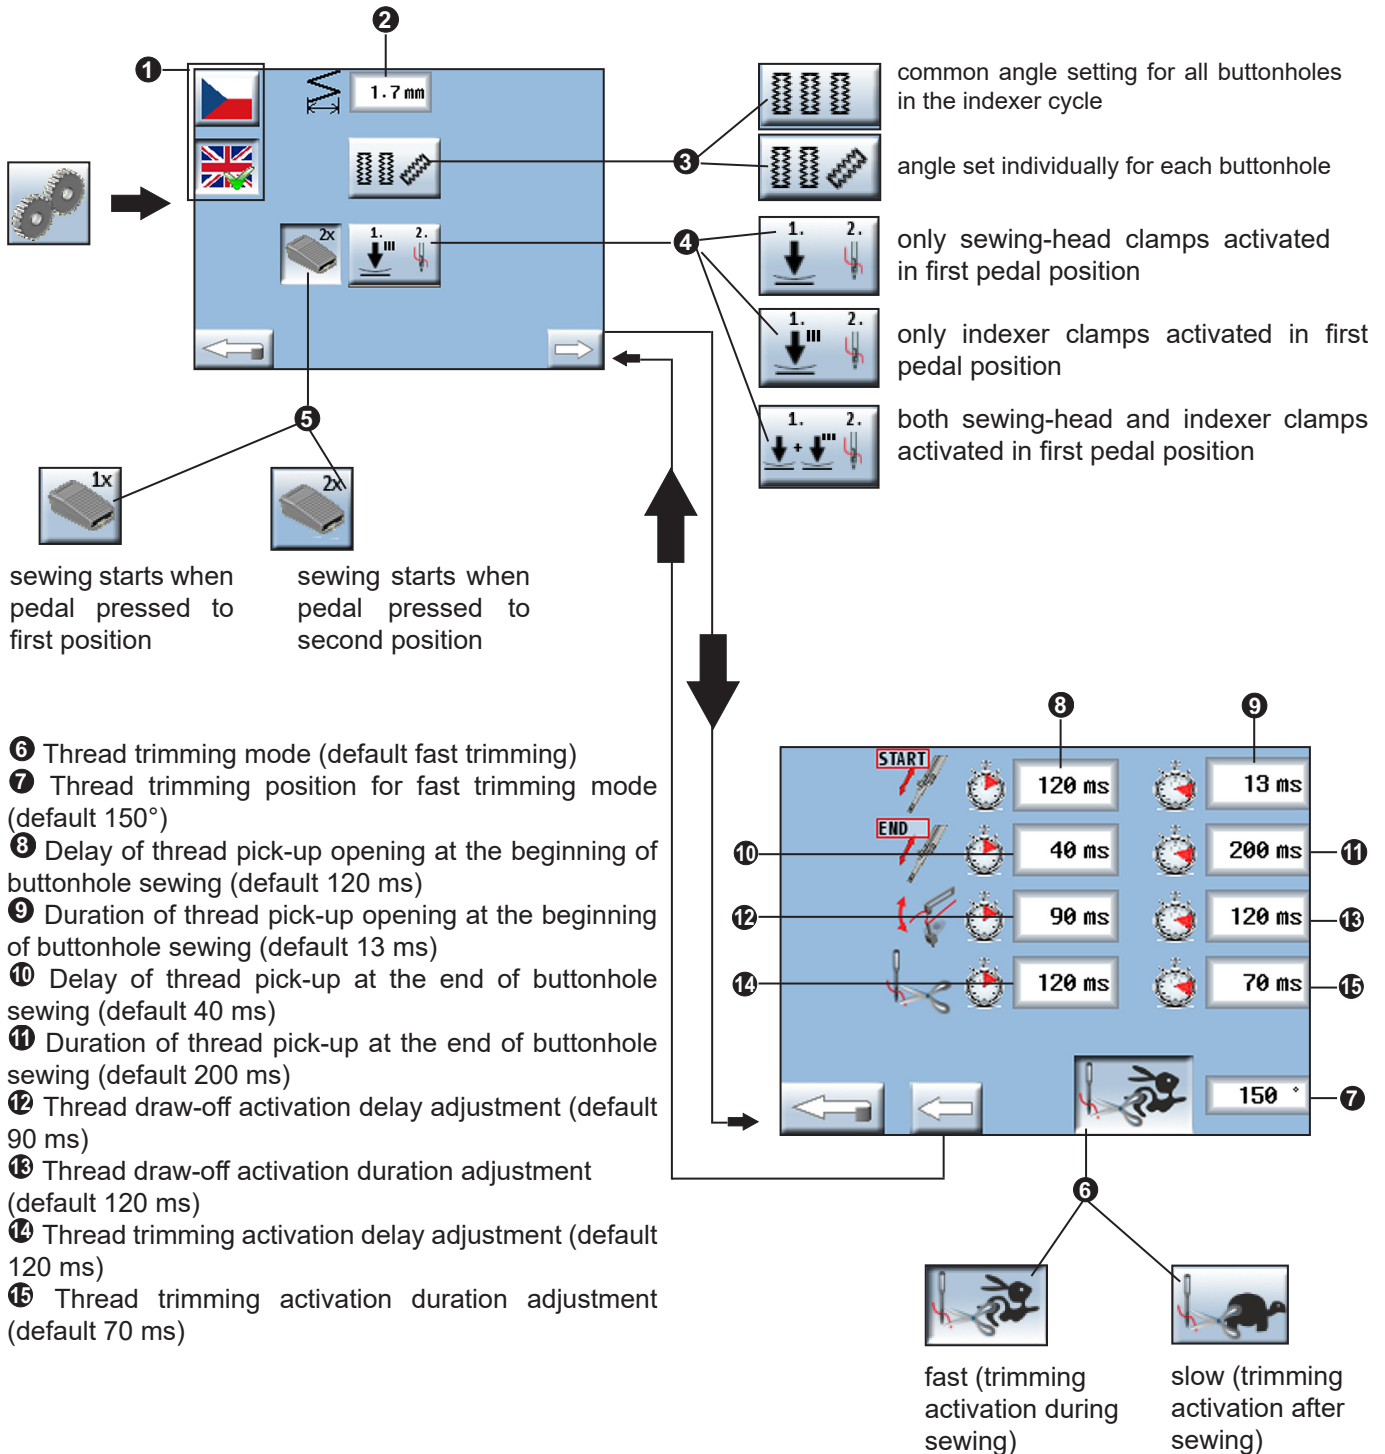 2
1
1.7 mm
common angle setting for all buttonholes
in the indexer cycle
3
angle set individually for each buttonhole
2x
1. 2.
4
1. 2.
only sewing-head clamps activated
in first pedal position
1. 2.
only indexer clamps activated in first
pedal position
1. 2.
+
both sewing-head and indexer clamps
activated in first pedal position
5
1x
2x
sewing starts when
pedal pressed to
first position
sewing starts when
pedal pressed to
second position
6 Thread trimming mode (default fast trimming)
7 Thread trimming position for fast trimming mode
(default 150°)
8 Delay of thread pick-up opening at the beginning of
buttonhole sewing (default 120 ms)
9 Duration of thread pick-up opening at the beginning
of buttonhole sewing (default 13 ms)
10 Delay of thread pick-up at the end of buttonhole
sewing (default 40 ms)
11 Duration of thread pick-up at the end of buttonhole
sewing (default 200 ms)
12 Thread draw-off activation delay adjustment (default
90 ms)
13 Thread draw-off activation duration adjustment
(default 120 ms)
14 Thread trimming activation delay adjustment (default
120 ms)
15 Thread trimming activation duration adjustment
(default 70 ms)
8 9
START 120 ms 13 ms
10 END 40 ms 200 ms 11
12 90 ms 120 ms 13
14 120 ms 70 ms 15
150 ° 7
6
fast (trimming
activation during
sewing)
slow (trimming
activation after
sewing)